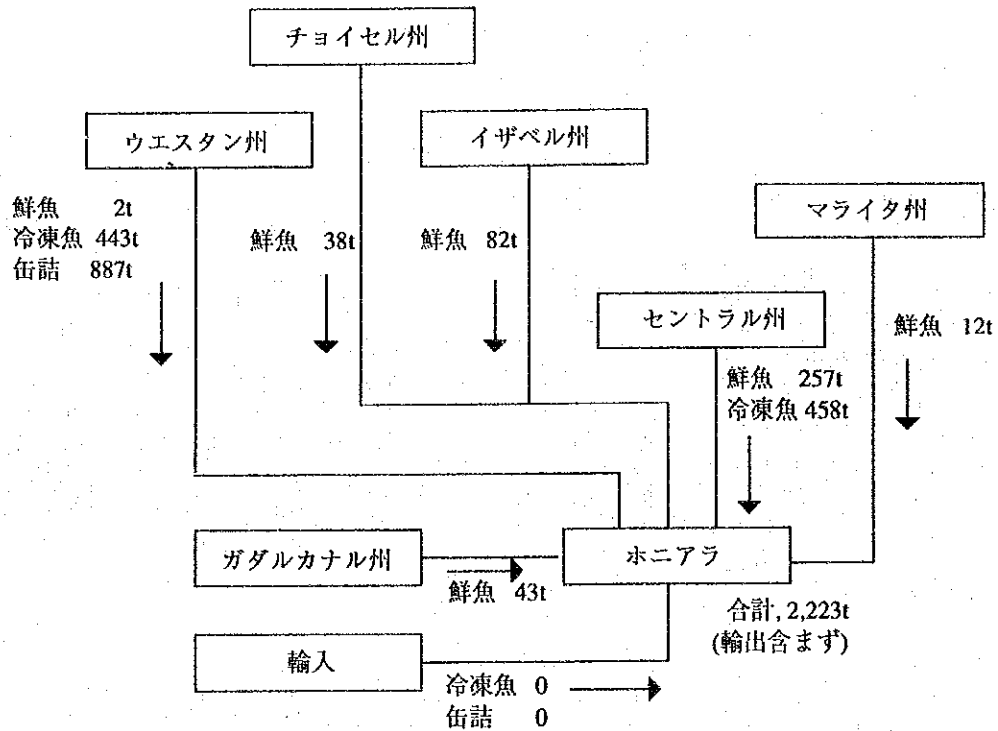 チョイセル州
ウエスタン州
イザベル州
マライタ州
鮮魚 2t
冷凍魚 443t
缶詰 887t
鮮魚 38t
鮮魚 82t
セントラル州
鮮魚 12t
鮮魚 257t
冷凍魚 458t
ガダルカナル州
ホニアラ
鮮魚 43t
合計, 2,223t
(輸出含まず)
輸入
冷凍魚 0
缶詰 0